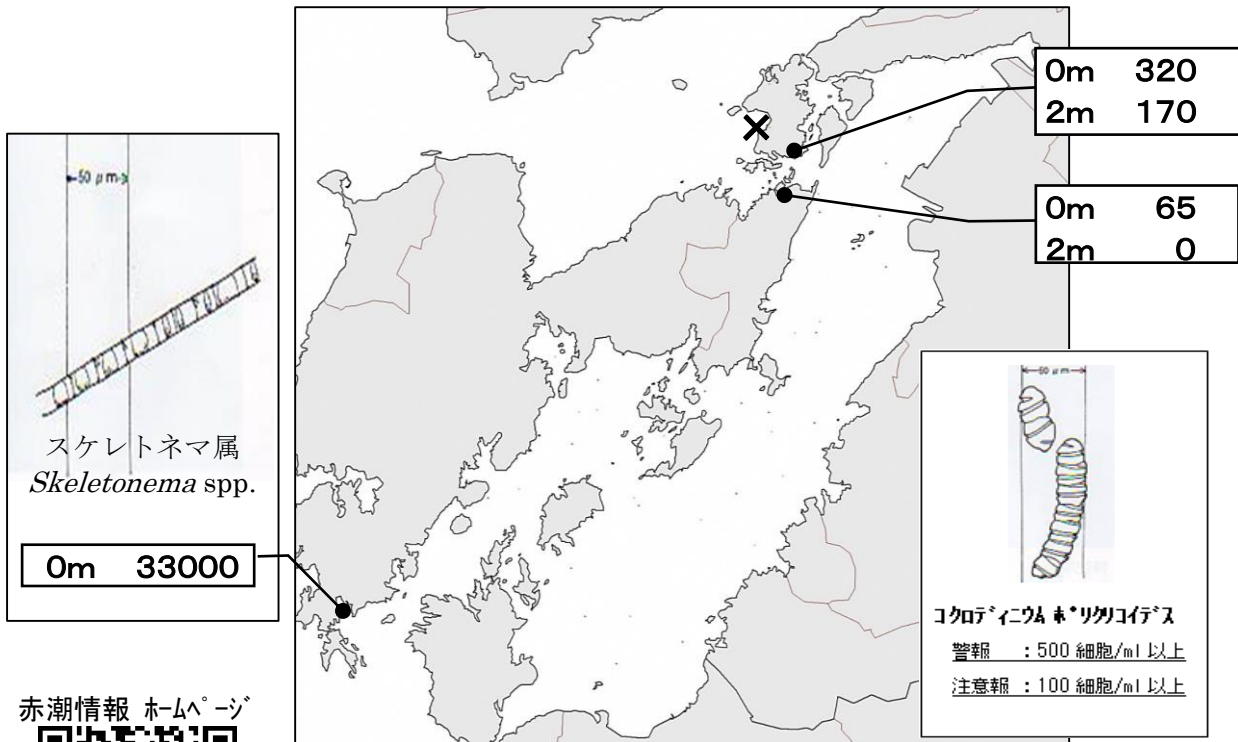 0m 320
2m 170
0m 65
2m 0
50 μm
スケレトネマ属
Skeletonema spp.
0m 33000
50 μm
コクロディニウム ポリクリコイデス
警報 ：500 細胞/ml 以上
注意報 ：100 細胞/ml 以上
赤潮情報 ホームページ